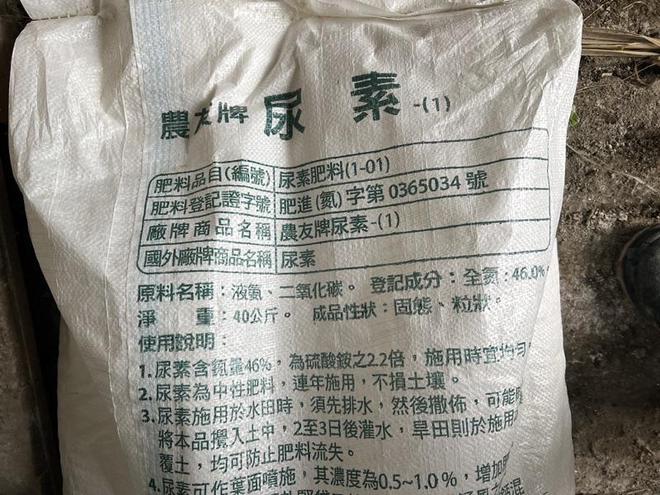 農友牌 尿素-(1)
肥料品目(編號) 尿素肥料(1-01)
肥料登記證字號 肥進(氮)字第0365034號
廠牌商品名稱 農友牌尿素-(1)
國外廠牌商品名稱 尿素
原料名稱：液氨、二氧化碳。 登記成分：全氮：46.0%
淨 重：40公斤。 成品性狀：固態、粒狀。
使用說明：
1.尿素含氮量46%，為硫酸銨之2.2倍，施用時宜均勻
2.尿素為中性肥料，連年施用，不損土壤。
3.尿素施用於水田時，須先排水，然後撒佈，可能
將本品攪入土中，2至3日後灌水，旱田則於施用
覆土，均可防止肥料流失。
4.尿素可作葉面噴施，其濃度為0.5~1.0%，增加